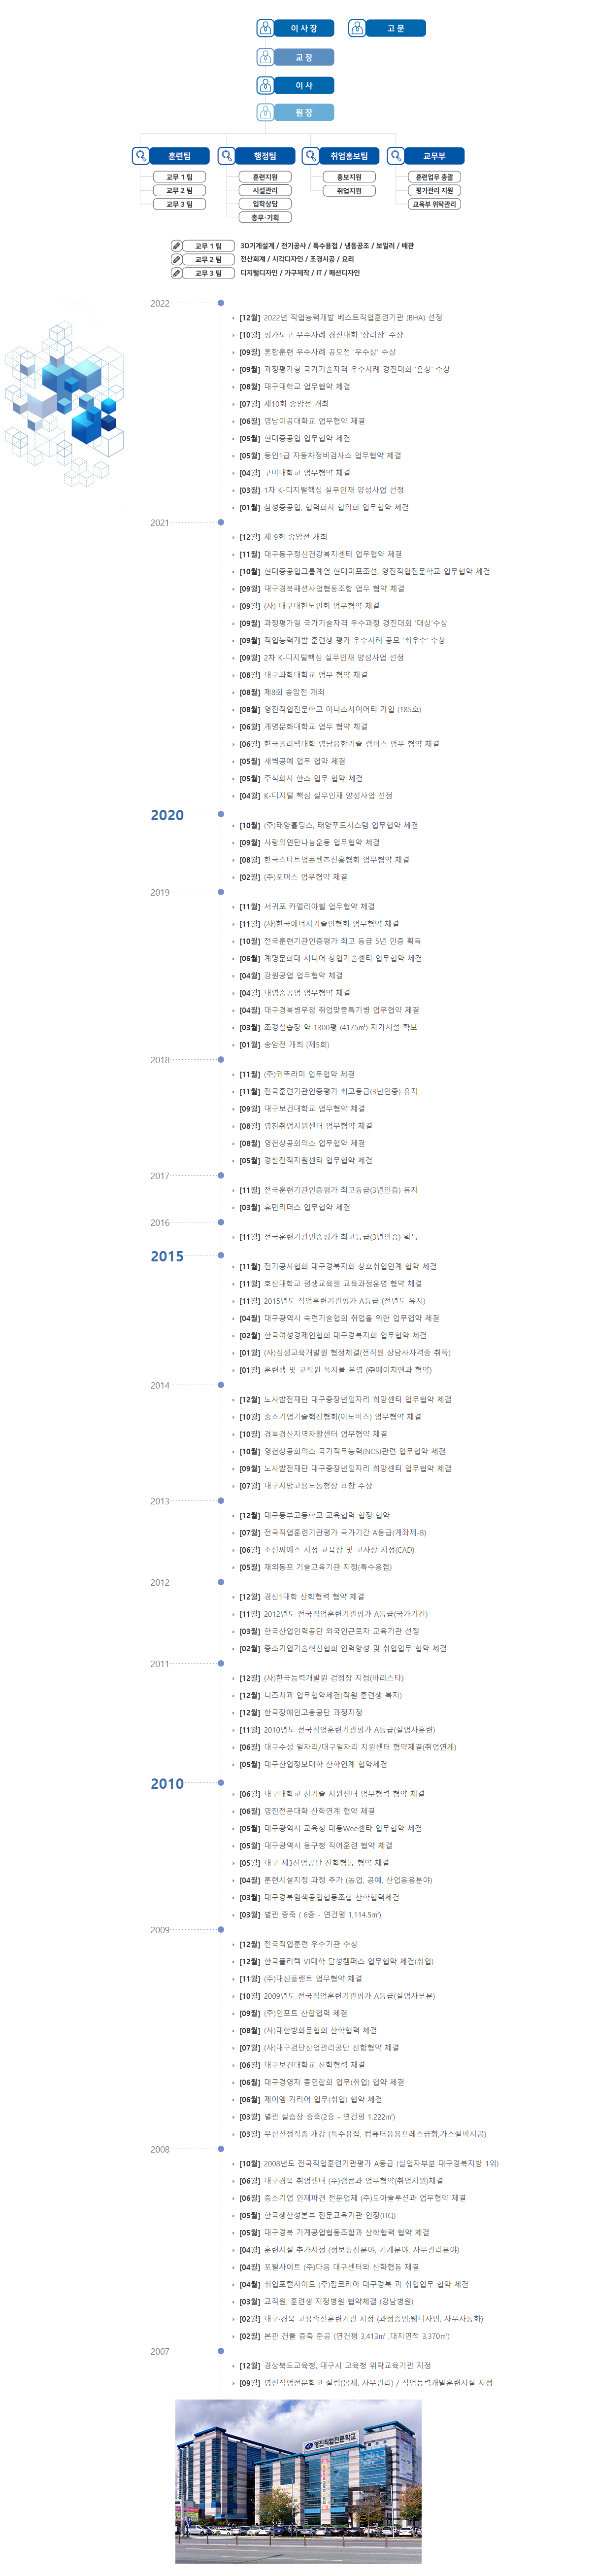 이 사 장
고 문
교 장
이 사
원 장
훈련팀
행정팀
취업홍보팀
교무부
교무 1 팀
훈련지원
홍보지원
훈련업무 총괄
교무 2 팀
시설관리
취업지원
평가관리 지원
교무 3 팀
입학상담
교육부 위탁관리
총무·기획
교무 1 팀 3D기계설계 / 전기공사 / 특수용접 / 냉동공조 / 보일러 / 배관
교무 2 팀 전산회계 / 시각디자인 / 조경시공 / 요리
교무 3 팀 디지털디자인 / 가구제작 / IT / 패션디자인
2022
[12월] 2022년 직업능력개발 베스트직업훈련기관 (BHA) 선정
[10월] 평가도구 우수사례 경진대회 '장려상' 수상
[09월] 혼합훈련 우수사례 공모전 '우수상' 수상
[09월] 과정평가형 국가기술자격 우수사례 경진대회 '은상' 수상
[08월] 대구대학교 업무협약 체결
[07월] 제10회 송암전 개최
[06월] 영남이공대학교 업무협약 체결
[05월] 현대중공업 업무협약 체결
[05월] 동인1급 자동차정비검사소 업무협약 체결
[04월] 구미대학교 업무협약 체결
[03월] 1차 K-디지털핵심 실무인재 양성사업 선정
[01월] 삼성중공업, 협력회사 협의회 업무협약 체결
2021
[12월] 제 9회 송암전 개최
[11월] 대구동구정신건강복지센터 업무협약 체결
[10월] 현대중공업그룹계열 현대미포조선, 영진직업전문학교 업무협약 체결
[09월] 대구경북패션사업협동조합 업무 협약 체결
[09월] (사) 대구대한노인회 업무협약 체결
[09월] 과정평가형 국가기술자격 우수과정 경진대회 '대상'수상
[09월] 직업능력개발 훈련생 평가 우수사례 공모 '최우수' 수상
[09월] 2차 K-디지털핵심 실무인재 양성사업 선정
[08월] 대구과학대학교 업무 협약 체결
[08월] 제8회 송암전 개최
[08월] 영진직업전문학교 아너소사이어티 가입 (185호)
[06월] 계명문화대학교 업무 협약 체결
[06월] 한국폴리텍대학 영남융합기술 캠퍼스 업무 협약 체결
[05월] 새벽공예 업무 협약 체결
[05월] 주식회사 한스 업무 협약 체결
[04월] K-디지털 핵심 실무인재 양성사업 선정
2020
[10월] (주)태양홀딩스, 태양푸드시스템 업무협약 체결
[09월] 사랑의연탄나눔운동 업무협약 체결
[08월] 한국스타트업콘텐츠진흥협회 업무협약 체결
[02월] (주)포머스 업무협약 체결
2019
[11월] 서귀포 카멜리아힐 업무협약 체결
[11월] (사)한국에너지기술인협회 업무협약 체결
[10월] 전국훈련기관인증평가 최고 등급 5년 인증 획득
[06월] 계명문화대 시니어 창업기술센터 업무협약 체결
[04월] 강원공업 업무협약 체결
[04월] 대영중공업 업무협약 체결
[04월] 대구경북병무청 취업맞춤특기병 업무협약 체결
[03월] 조경실습장 약 1300평 (4175㎡) 자가시설 확보
[01월] 송암전 개최 (제5회)
2018
[11월] (주)귀뚜라미 업무협약 체결
[11월] 전국훈련기관인증평가 최고등급(3년인증) 유지
[09월] 대구보건대학교 업무협약 체결
[08월] 영천취업지원센터 업무협약 체결
[08월] 영천상공회의소 업무협약 체결
[05월] 경찰전직지원센터 업무협약 체결
2017
[11월] 전국훈련기관인증평가 최고등급(3년인증) 유지
[03월] 휴먼리더스 업무협약 체결
2016
[11월] 전국훈련기관인증평가 최고등급(3년인증) 획득
2015
[11월] 전기공사협회 대구경북지회 상호취업연계 협약 체결
[11월] 호산대학교 평생교육원 교육과정운영 협약 체결
[11월] 2015년도 직업훈련기관평가 A등급 (전년도 유지)
[04월] 대구광역시 숙련기술협회 취업을 위한 업무협약 체결
[02월] 한국여성경제인협회 대구경북지회 업무협약 체결
[01월] (사)심성교육개발원 협정체결(전직원 상담사자격증 취득)
[01월] 훈련생 및 교직원 복지몰 운영 (㈜에이치앤과 협약)
2014
[12월] 노사발전재단 대구중장년일자리 희망센터 업무협약 체결
[10월] 중소기업기술혁신협회(이노비즈) 업무협약 체결
[10월] 경북경산지역자활센터 업무협약 체결
[10월] 영천상공회의소 국가직무능력(NCS)관련 업무협약 체결
[09월] 노사발전재단 대구중장년일자리 희망센터 업무협약 체결
[07월] 대구지방고용노동청장 표창 수상
2013
[12월] 대구동부고등학교 교육협력 협정 협약
[07월] 전국직업훈련기관평가 국가기간 A등급(계좌제-B)
[06월] 조선씨에스 지정 교육장 및 고사장 지정(CAD)
[05월] 재외동포 기술교육기관 지정(특수용접)
2012
[12월] 경산1대학 산학협력 협약 체결
[11월] 2012년도 전국직업훈련기관평가 A등급(국가기간)
[03월] 한국산업인력공단 외국인근로자 교육기관 선정
[02월] 중소기업기술혁신협회 인력양성 및 취업업무 협약 체결
2011
[12월] (사)한국능력개발원 검정장 지정(바리스타)
[12월] 니즈치과 업무협약체결(직원 훈련생 복지)
[12월] 한국장애인고용공단 과정지정
[11월] 2010년도 전국직업훈련기관평가 A등급(실업자훈련)
[06월] 대구수성 일자리/대구일자리 지원센터 협약체결(취업연계)
[05월] 대구산업정보대학 산학연계 협약체결
2010
[06월] 대구대학교 신기술 지원센터 업무협력 협약 체결
[06월] 영진전문대학 산학연계 협약 체결
[05월] 대구광역시 교육청 대동Wee센타 업무협약 체결
[05월] 대구광역시 동구청 직어훈련 협약 체결
[05월] 대구 제3산업공단 산학협동 협약 체결
[04월] 훈련시설지정 과정 추가 (농업, 공예, 산업응용분야)
[03월] 대구경북염색공업협동조합 산학협력체결
[03월] 별관 증축 ( 6층 - 연건평 1,114.5㎡)
2009
[12월] 전국직업훈련 우수기관 수상
[12월] 한국폴리텍 VI대학 달성캠퍼스 업무협약 체결(취업)
[11월] (주)대신플랜트 업무협약 체결
[10월] 2009년도 전국직업훈련기관평가 A등급(실업자부분)
[09월] (주)인포트 산합협력 체결
[08월] (사)대한방화문협회 산학협력 체결
[07월] (사)대구검단산업관리공단 산합협약 체결
[06월] 대구보건대학교 산학협력 체결
[06월] 대구경영자 총연합회 업무(취업) 협약 체결
[06월] 제이엠 커리어 업무(취업) 협약 체결
[03월] 별관 실습장 증축(2층 - 연건평 1,222㎡)
[03월] 우선선정직종 개강 (특수용접, 컴퓨터응용프레스금형,가스설비시공)
2008
[10월] 2008년도 전국직업훈련기관평가 A등급 (실업자부분 대구경북지방 1위)
[06월] 대구경북 취업센터 (주)갬콤과 업무협약(취업지원)체결
[06월] 중소기업 인재파견 전문업체 (주)도아솔루션과 업무협약 체결
[05월] 한국생산성본부 전문교육기관 인정(ITQ)
[05월] 대구경북 기계공업협동조합과 산학협력 협약 체결
[04월] 훈련시설 추가지정 (정보통신분야, 기계분야, 사무관리분야)
[04월] 포털사이트 (주)다음 대구센터와 산학협동 체결
[04월] 취업포털사이트 (주)잡코리아 대구경북 과 취업업무 협약 체결
[03월] 교직원, 훈련생 지정병원 협약체결 (강남병원)
[02월] 대구·경북 고용촉진훈련기관 지정 (과정승인:웹디자인, 사무자동화)
[02월] 본관 건물 증축 준공 (연건평 3,413㎡ ,대지면적 3,370㎡)
2007
[12월] 경상북도교육청, 대구시 교육청 위탁교육기관 지정
[09월] 영진직업전문학교 설립(봉제, 사무관리) / 직업능력개발훈련시설 지정
영진직업전문학교